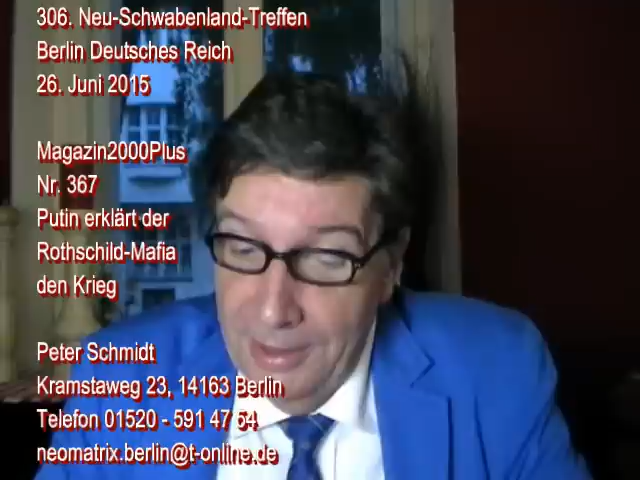 306. Neu-Schwabenland-Treffen
Berlin Deutsches Reich
26. Juni 2015
Magazin2000Plus
Nr. 367
Putin erklärt der
Rothschild-Mafia
den Krieg
Peter Schmidt
Kramstaweg 23, 14163 Berlin
Telefon 01520 - 591 47 54
neomatrix.berlin@t-online.de